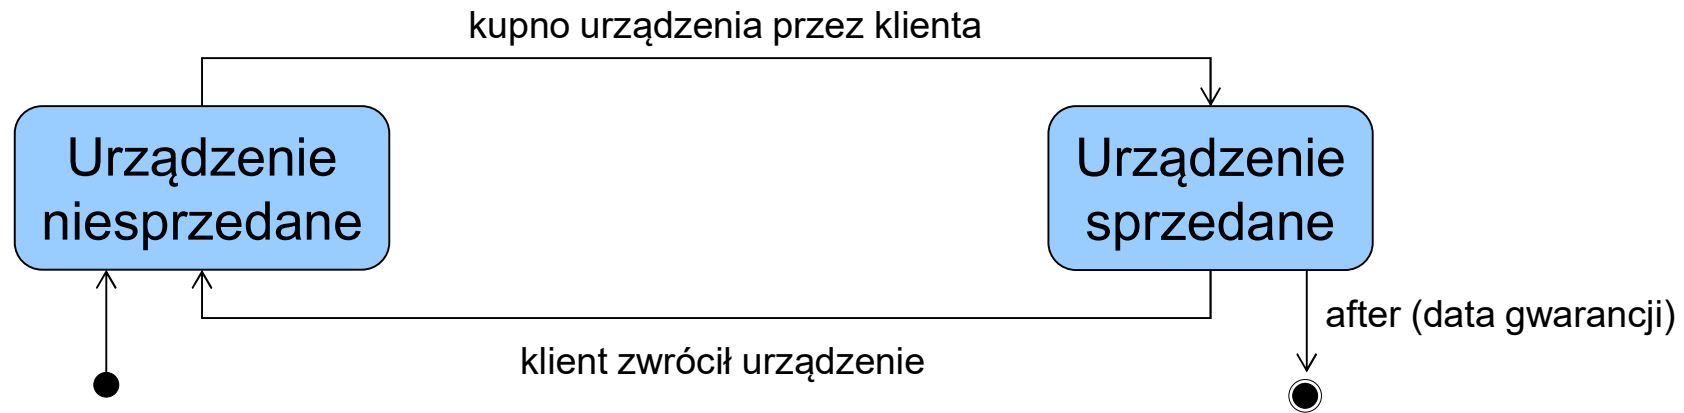 kupno urządzenia przez klienta
Urządzenie
niesprzedane
Urządzenie
sprzedane
after (data gwarancji)
klient zwrócił urządzenie